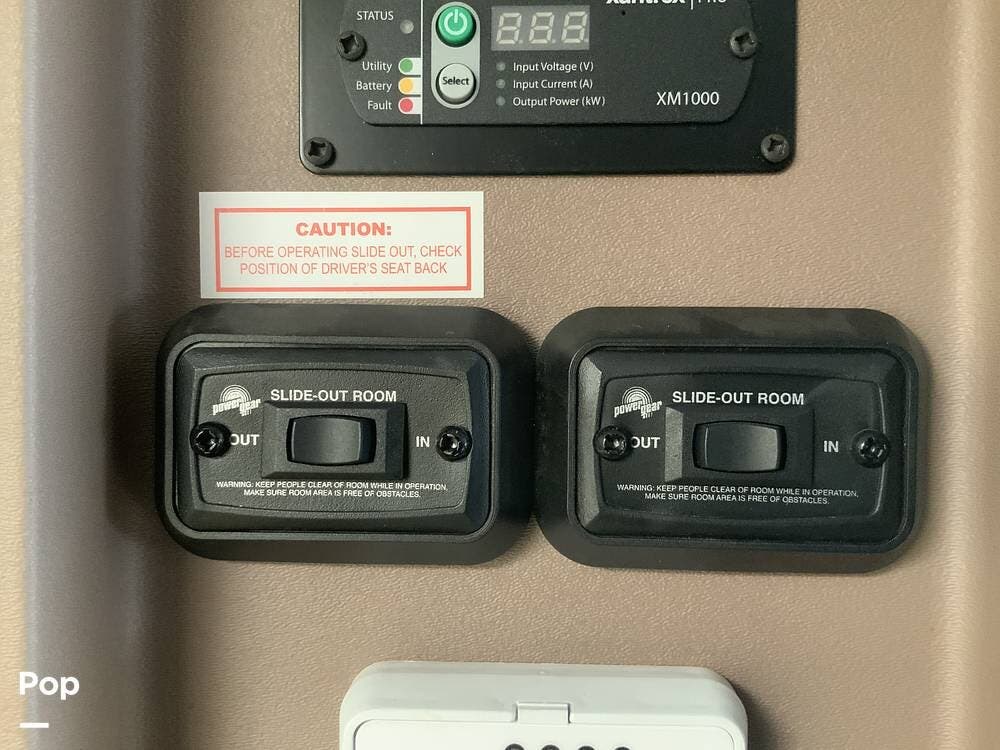 xantrex PRO
STATUS
8.8.8.
Utility
Battery
Fault
Select
Input Voltage (V)
Input Current (A)
Output Power (kW)
XM1000
CAUTION:
BEFORE OPERATING SLIDE OUT, CHECK
POSITION OF DRIVER'S SEAT BACK
power gear
SLIDE-OUT ROOM
OUT
IN
WARNING: KEEP PEOPLE CLEAR OF ROOM WHILE IN OPERATION,
MAKE SURE ROOM AREA IS FREE OF OBSTACLES.
power gear
SLIDE-OUT ROOM
OUT
IN
WARNING: KEEP PEOPLE CLEAR OF ROOM WHILE IN OPERATION,
MAKE SURE ROOM AREA IS FREE OF OBSTACLES.
Pop